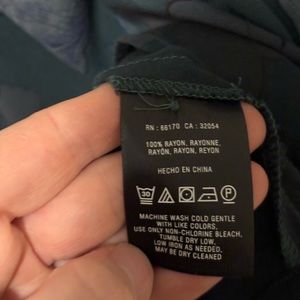 RN : 66170 CA : 32054
100% RAYON, RAYONNE,
RAYÓN, RAYON, REYON
HECHO EN CHINA
30 P
MACHINE WASH COLD GENTLE
WITH LIKE COLORS.
USE ONLY NON-CHLORINE BLEACH.
TUMBLE DRY LOW.
LOW IRON AS NEEDED.
MAY BE DRY CLEANED